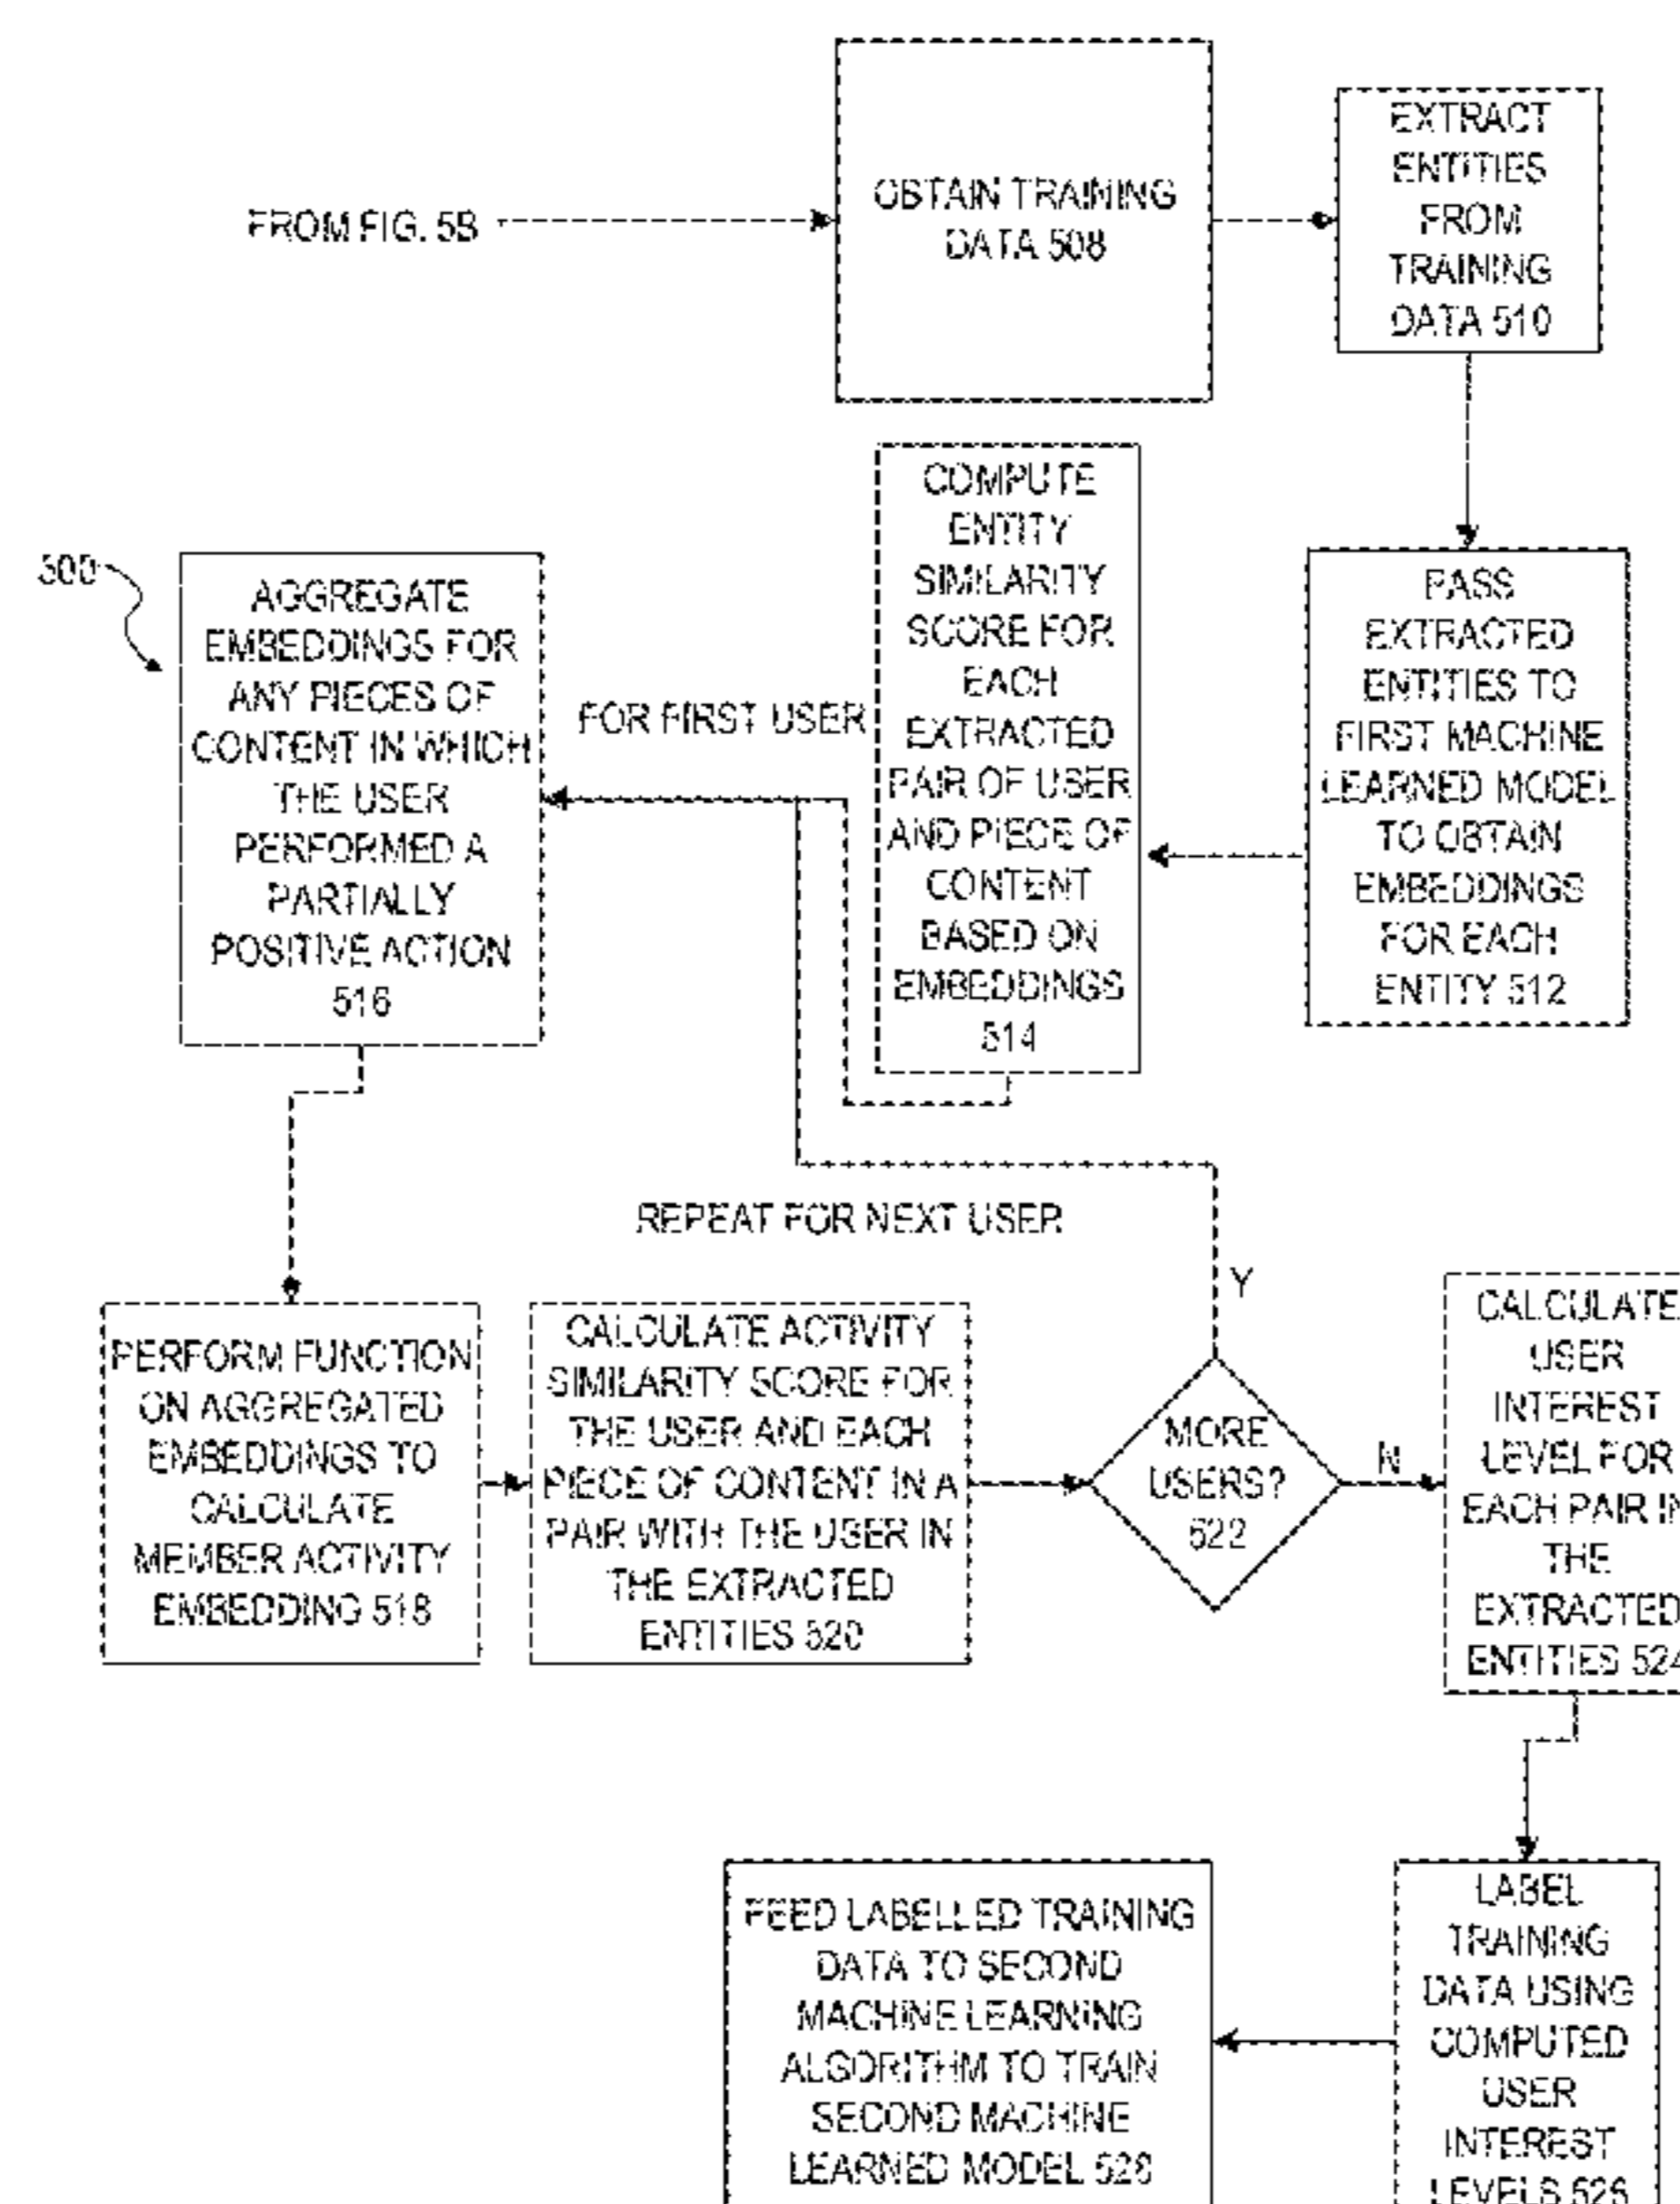 FROM FIG. 5B
OBTAIN TRAINING
DATA 508
EXTRACT
ENTITIES
FROM
TRAINING
DATA 510
PASS
EXTRACTED
ENTITIES TO
FIRST MACHINE
LEARNED MODEL
TO OBTAIN
EMBEDDINGS
FOR EACH
ENTITY 512
COMPUTE
ENTITY
SIMILARITY
SCORE FOR
EACH
EXTRACTED
PAIR OF USER
AND PIECE OF
CONTENT
BASED ON
EMBEDDINGS
514
FOR FIRST USER
500
AGGREGATE
EMBEDDINGS FOR
ANY PIECES OF
CONTENT IN WHICH
THE USER
PERFORMED A
PARTIALLY
POSITIVE ACTION
516
PERFORM FUNCTION
ON AGGREGATED
EMBEDDINGS TO
CALCULATE
MEMBER ACTIVITY
EMBEDDING 518
CALCULATE ACTIVITY
SIMILARITY SCORE FOR
THE USER AND EACH
PIECE OF CONTENT IN A
PAIR WITH THE USER IN
THE EXTRACTED
ENTITIES 520
MORE
USERS?
522
Y
REPEAT FOR NEXT USER
N
CALCULATE
USER
INTEREST
LEVEL FOR
EACH PAIR IN
THE
EXTRACTED
ENTITIES 524
LABEL
TRAINING
DATA USING
COMPUTED
USER
INTEREST
LEVELS 526
FEED LABELLED TRAINING
DATA TO SECOND
MACHINE LEARNING
ALGORITHM TO TRAIN
SECOND MACHINE
LEARNED MODEL 528